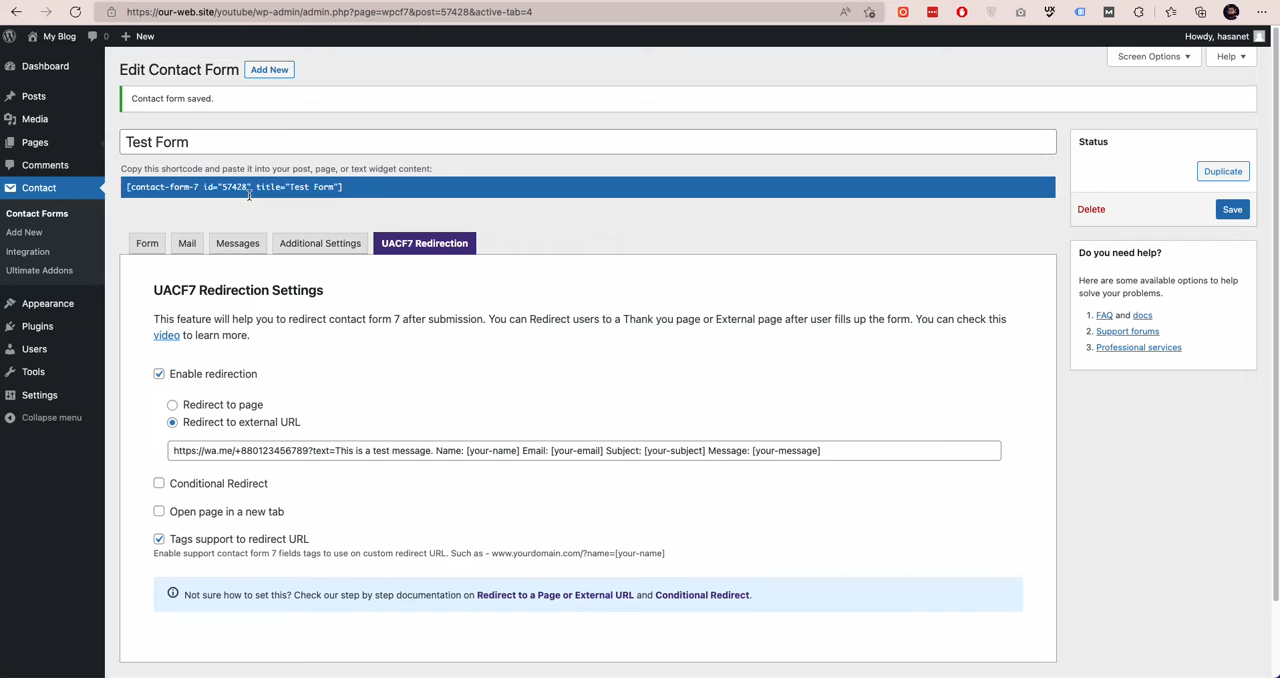 https://our-web.site/youtube/wp-admin/admin.php?page=wpcf7&post=57428&active-tab=4
My Blog 0 New
Howdy, hasanet
Screen Options ▼ Help ▼
Dashboard
Posts
Media
Pages
Comments
Contact
Contact Forms
Add New
Integration
Ultimate Addons
Appearance
Plugins
Users
Tools
Settings
Collapse menu
Edit Contact Form Add New
Contact form saved.
Test Form
Copy this shortcode and paste it into your post, page, or text widget content:
[contact-form-7 id="57428" title="Test Form"]
Form Mail Messages Additional Settings UACF7 Redirection
UACF7 Redirection Settings
This feature will help you to redirect contact form 7 after submission. You can Redirect users to a Thank you page or External page after user fills up the form. You can check this
video to learn more.
Enable redirection
Redirect to page
Redirect to external URL
https://wa.me/+880123456789?text=This is a test message. Name: [your-name] Email: [your-email] Subject: [your-subject] Message: [your-message]
Conditional Redirect
Open page in a new tab
Tags support to redirect URL
Enable support contact form 7 fields tags to use on custom redirect URL. Such as - www.yourdomain.com/?name=[your-name]
Not sure how to set this? Check our step by step documentation on Redirect to a Page or External URL and Conditional Redirect.
Status
Duplicate
Delete Save
Do you need help?
Here are some available options to help
solve your problems.
1. FAQ and docs
2. Support forums
3. Professional services